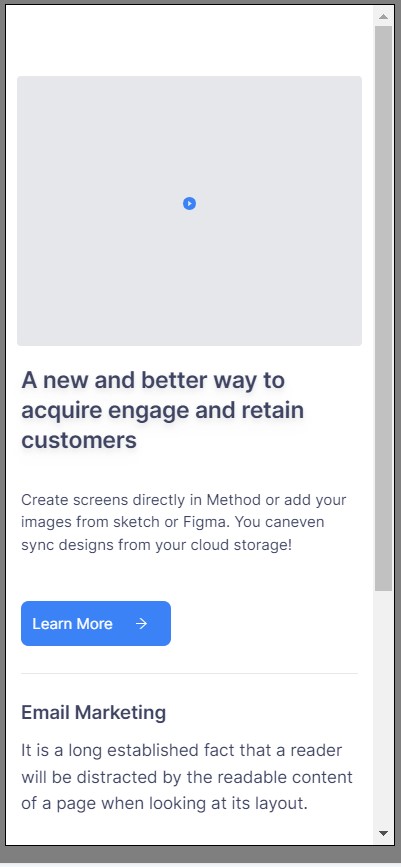 A new and better way to
acquire engage and retain
customers
Create screens directly in Method or add your
images from sketch or Figma. You caneven
sync designs from your cloud storage!
Learn More
Email Marketing
It is a long established fact that a reader
will be distracted by the readable content
of a page when looking at its layout.